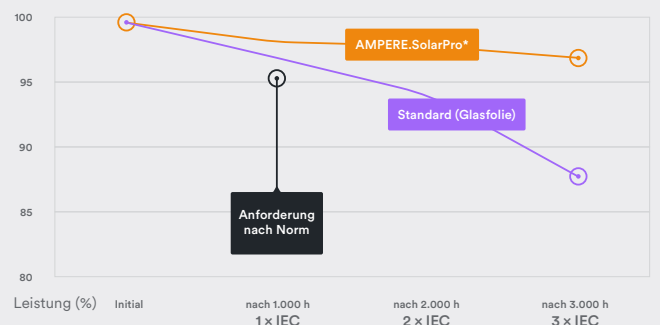 100
AMPERE.SolarPro*
95
Standard (Glasfolie)
90
85
Anforderung
nach Norm
80
Leistung (%)
Initial
nach 1.000 h
1 x IEC
nach 2.000 h
2 x IEC
nach 3.000 h
3 x IEC